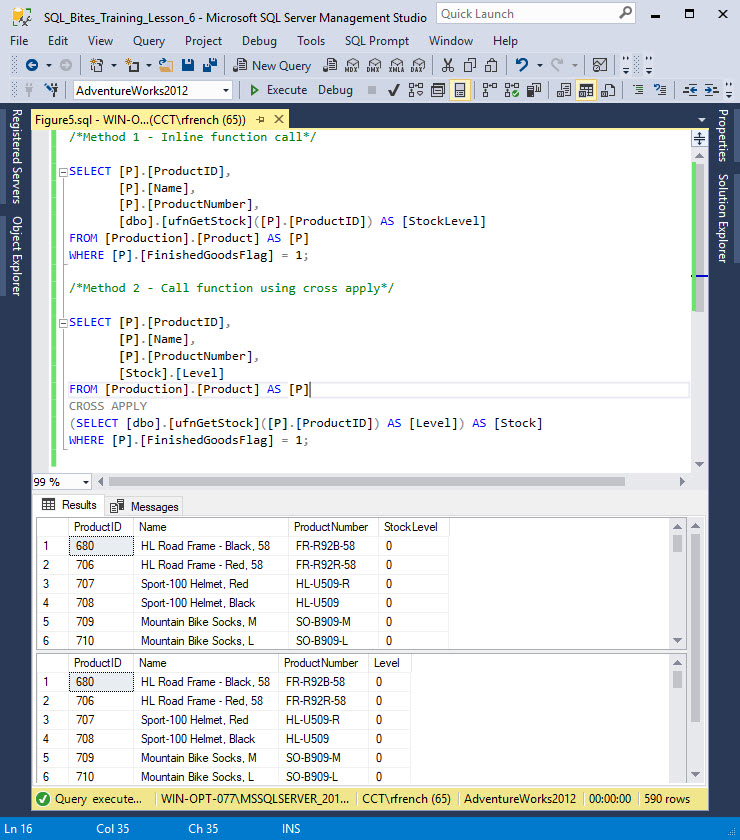 SQL_Bites_Training_Lesson_6 - Microsoft SQL Server Management Studio
Quick Launch
File Edit View Query Project Debug Tools SQL Prompt Window Help
New Query MDX DMX XMLA DAX
AdventureWorks2012 Execute Debug
Registered Servers
Object Explorer
Properties
Solution Explorer
Figure5.sql - WIN-O...(CCT\rfrench (65))
/*Method 1 - Inline function call*/
SELECT [P].[ProductID],
[P].[Name],
[P].[ProductNumber],
[dbo].[ufnGetStock]([P].[ProductID]) AS [StockLevel]
FROM [Production].[Product] AS [P]
WHERE [P].[FinishedGoodsFlag] = 1;
/*Method 2 - Call function using cross apply*/
SELECT [P].[ProductID],
[P].[Name],
[P].[ProductNumber],
[Stock].[Level]
FROM [Production].[Product] AS [P]
CROSS APPLY
(SELECT [dbo].[ufnGetStock]([P].[ProductID]) AS [Level]) AS [Stock]
WHERE [P].[FinishedGoodsFlag] = 1;
99 %
Results Messages
ProductID Name ProductNumber StockLevel
1 680 HL Road Frame - Black, 58 FR-R92B-58 0
2 706 HL Road Frame - Red, 58 FR-R92R-58 0
3 707 Sport-100 Helmet, Red HL-U509-R 0
4 708 Sport-100 Helmet, Black HL-U509 0
5 709 Mountain Bike Socks, M SO-B909-M 0
6 710 Mountain Bike Socks, L SO-B909-L 0
ProductID Name ProductNumber Level
1 680 HL Road Frame - Black, 58 FR-R92B-58 0
2 706 HL Road Frame - Red, 58 FR-R92R-58 0
3 707 Sport-100 Helmet, Red HL-U509-R 0
4 708 Sport-100 Helmet, Black HL-U509 0
5 709 Mountain Bike Socks, M SO-B909-M 0
6 710 Mountain Bike Socks, L SO-B909-L 0
Query execute... WIN-OPT-077\MSSQLSERVER_201... CCT\rfrench (65) AdventureWorks2012 00:00:00 590 rows
Ln 16 Col 35 Ch 35 INS